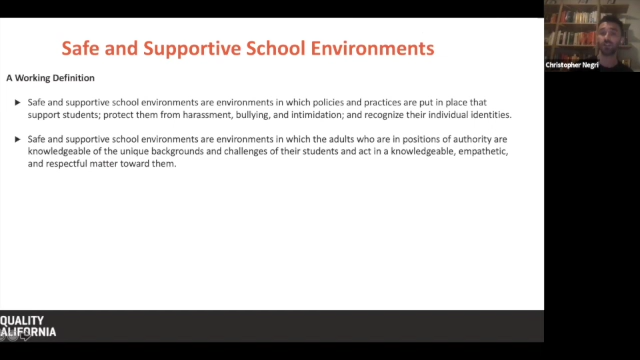 Safe and Supportive School Environments
A Working Definition
► Safe and supportive school environments are environments in which policies and practices are put in place that
support students; protect them from harassment, bullying, and intimidation; and recognize their individual identities.
► Safe and supportive school environments are environments in which the adults who are in positions of authority are
knowledgeable of the unique backgrounds and challenges of their students and act in a knowledgeable, empathetic,
and respectful matter toward them.
Christopher Negri
QUALITY
ALIFORNIA